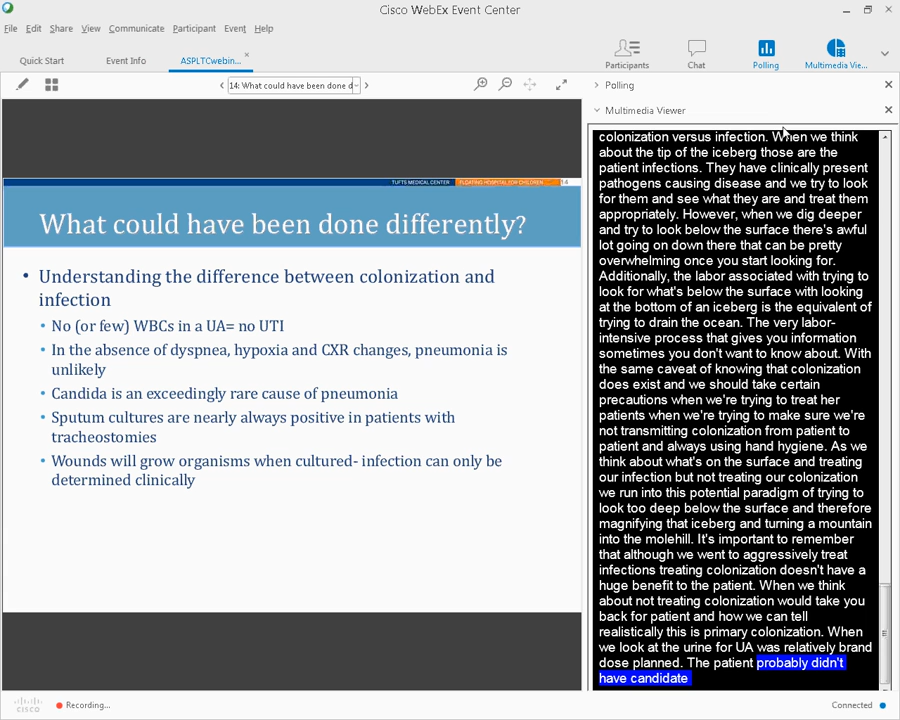 Cisco WebEx Event Center
File Edit Share View Communicate Participant Event Help
Quick Start Event Info ASPLTCwebin...
Participants Chat Polling Multimedia Vie...
14: What could have been done d
Polling
Multimedia Viewer
TUFTS MEDICAL CENTER FLOATING HOSPITAL FOR CHILDREN 14
What could have been done differently?
• Understanding the difference between colonization and
infection
• No (or few) WBCs in a UA= no UTI
• In the absence of dyspnea, hypoxia and CXR changes, pneumonia is
unlikely
• Candida is an exceedingly rare cause of pneumonia
• Sputum cultures are nearly always positive in patients with
tracheostomies
• Wounds will grow organisms when cultured- infection can only be
determined clinically
colonization versus infection. When we think
about the tip of the iceberg those are the
patient infections. They have clinically present
pathogens causing disease and we try to look
for them and see what they are and treat them
appropriately. However, when we dig deeper
and try to look below the surface there's awful
lot going on down there that can be pretty
overwhelming once you start looking for.
Additionally, the labor associated with trying to
look for what's below the surface with looking
at the bottom of an iceberg is the equivalent of
trying to drain the ocean. The very labor-
intensive process that gives you information
sometimes you don't want to know about. With
the same caveat of knowing that colonization
does exist and we should take certain
precautions when we're trying to treat her
patients when we're trying to make sure we're
not transmitting colonization from patient to
patient and always using hand hygiene. As we
think about what's on the surface and treating
our infection but not treating our colonization
we run into this potential paradigm of trying to
look too deep below the surface and therefore
magnifying that iceberg and turning a mountain
into the molehill. It's important to remember
that although we went to aggressively treat
infections treating colonization doesn't have a
huge benefit to the patient. When we think
about not treating colonization would take you
back for patient and how we can tell
realistically this is primary colonization. When
we look at the urine for UA was relatively brand
dose planned. The patient probably didn't
have candidate
cisco Recording... Connected